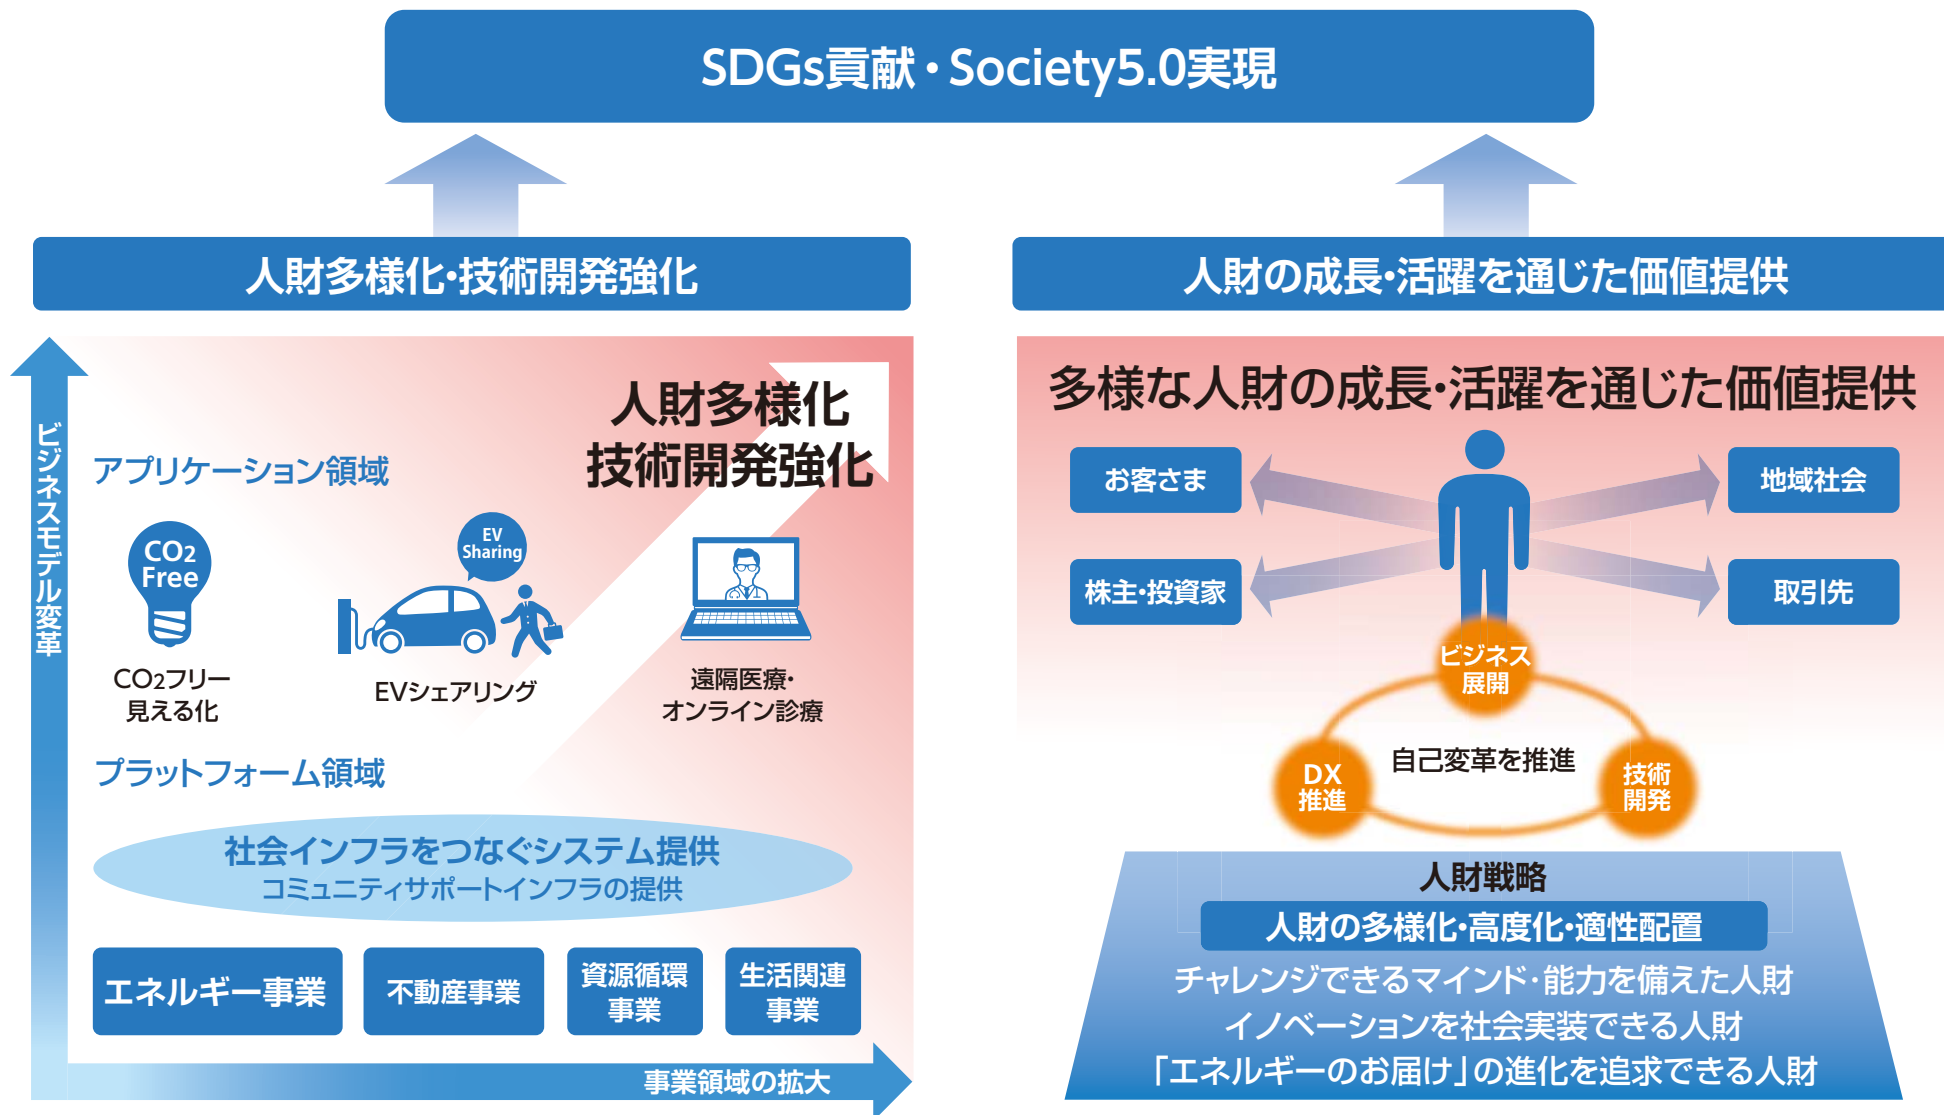 SDGs貢献・Society5.0実現
人財多様化・技術開発強化
ビジネスモデル変革
人財多様化
技術開発強化
アプリケーション領域
CO2
Free
EV
Sharing
CO2フリー
見える化
EVシェアリング
遠隔医療・
オンライン診療
プラットフォーム領域
社会インフラをつなぐシステム提供
コミュニティサポートインフラの提供
エネルギー事業
不動産事業
資源循環
事業
生活関連
事業
事業領域の拡大
人財の成長・活躍を通じた価値提供
多様な人財の成長・活躍を通じた価値提供
お客さま
地域社会
株主・投資家
取引先
ビジネス
展開
自己変革を推進
DX
推進
技術
開発
人財戦略
人財の多様化・高度化・適性配置
チャレンジできるマインド・能力を備えた人財
イノベーションを社会実装できる人財
「エネルギーのお届け」の進化を追求できる人財